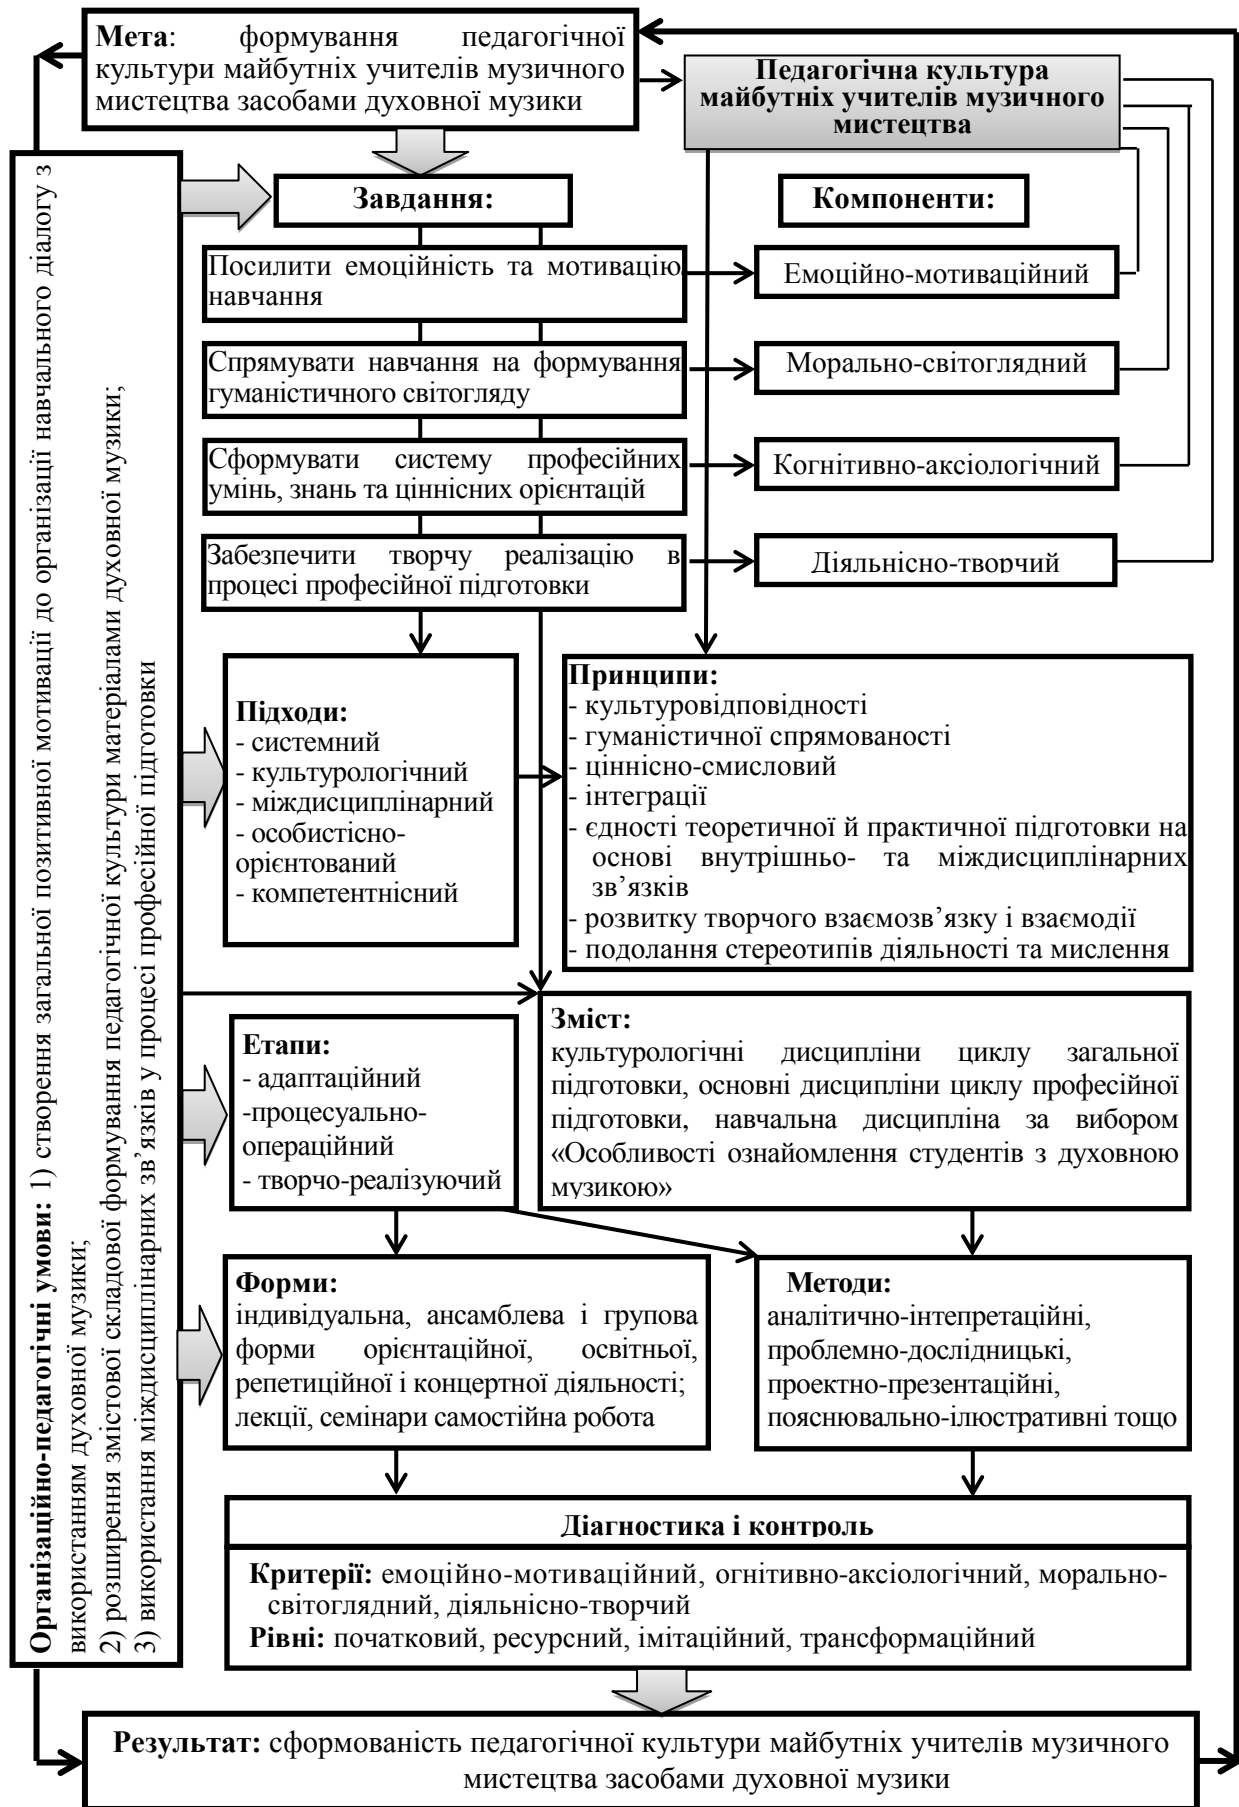 Мета: формування педагогічної
культури майбутніх учителів музичного
мистецтва засобами духовної музики
Педагогічна культура
майбутніх учителів музичного
мистецтва
Організаційно-педагогічні умови: 1) створення загальної позитивної мотивації до організації навчального діалогу з
використанням духовної музики;
2) розширення змістової складової формування педагогічної культури матеріалами духовної музики;
3) використання міждисциплінарних зв’язків у процесі професійної підготовки
Завдання:
Компоненти:
Посилити емоційність та мотивацію
навчання
Емоційно-мотиваційний
Спрямувати навчання на формування
гуманістичного світогляду
Морально-світоглядний
Сформувати систему професійних
умінь, знань та ціннісних орієнтацій
Когнітивно-аксіологічний
Забезпечити творчу реалізацію в
процесі професійної підготовки
Діяльнісно-творчий
Підходи:
- системний
- культурологічний
- міждисциплінарний
- особистісно-
орієнтований
- компетентнісний
Принципи:
- культуровідповідності
- гуманістичної спрямованості
- ціннісно-смисловий
- інтеграції
- єдності теоретичної й практичної підготовки на
основі внутрішньо- та міждисциплінарних
зв’язків
- розвитку творчого взаємозв’язку і взаємодії
- подолання стереотипів діяльності та мислення
Етапи:
- адаптаційний
-процесуально-
операційний
- творчо-реалізуючий
Зміст:
культурологічні дисципліни циклу загальної
підготовки, основні дисципліни циклу професійної
підготовки, навчальна дисципліна за вибором
«Особливості ознайомлення студентів з духовною
музикою»
Форми:
індивідуальна, ансамблева і групова
форми орієнтаційної, освітньої,
репетиційної і концертної діяльності;
лекції, семінари самостійна робота
Методи:
аналітично-інтепретаційні,
проблемно-дослідницькі,
проектно-презентаційні,
пояснювально-ілюстративні тощо
Діагностика і контроль
Критерії: емоційно-мотиваційний, огнітивно-аксіологічний, морально-
світоглядний, діяльнісно-творчий
Рівні: початковий, ресурсний, імітаційний, трансформаційний
Результат: сформованість педагогічної культури майбутніх учителів музичного
мистецтва засобами духовної музики